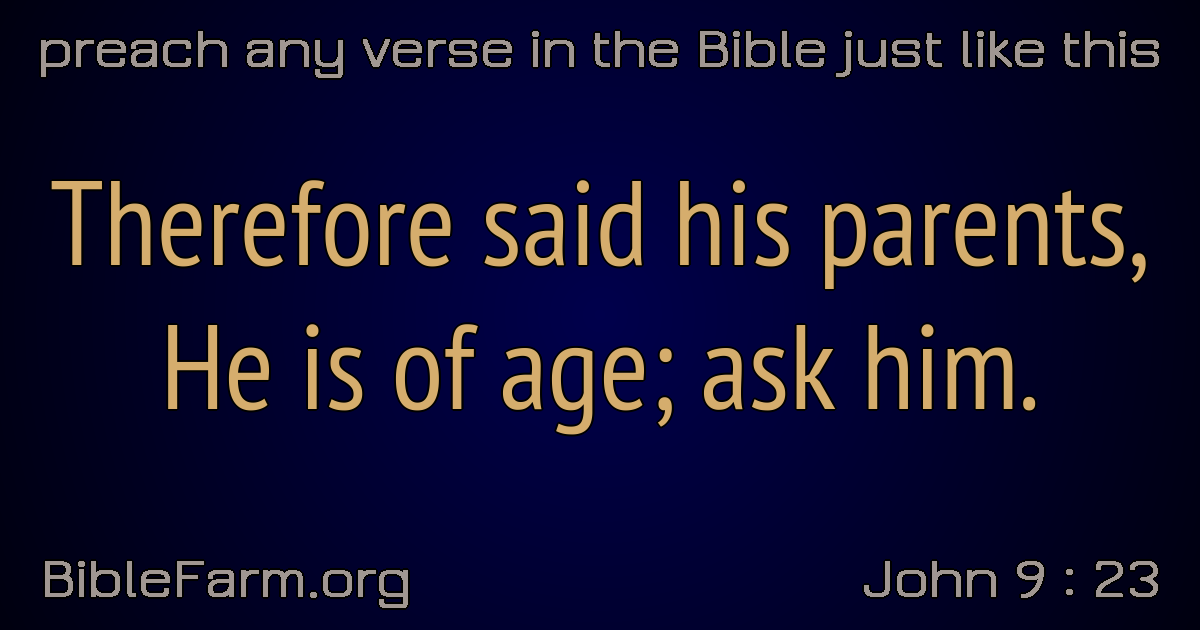 preach any verse in the Bible just like this
Therefore said his parents,
He is of age; ask him.
BibleFarm.org
John 9 : 23